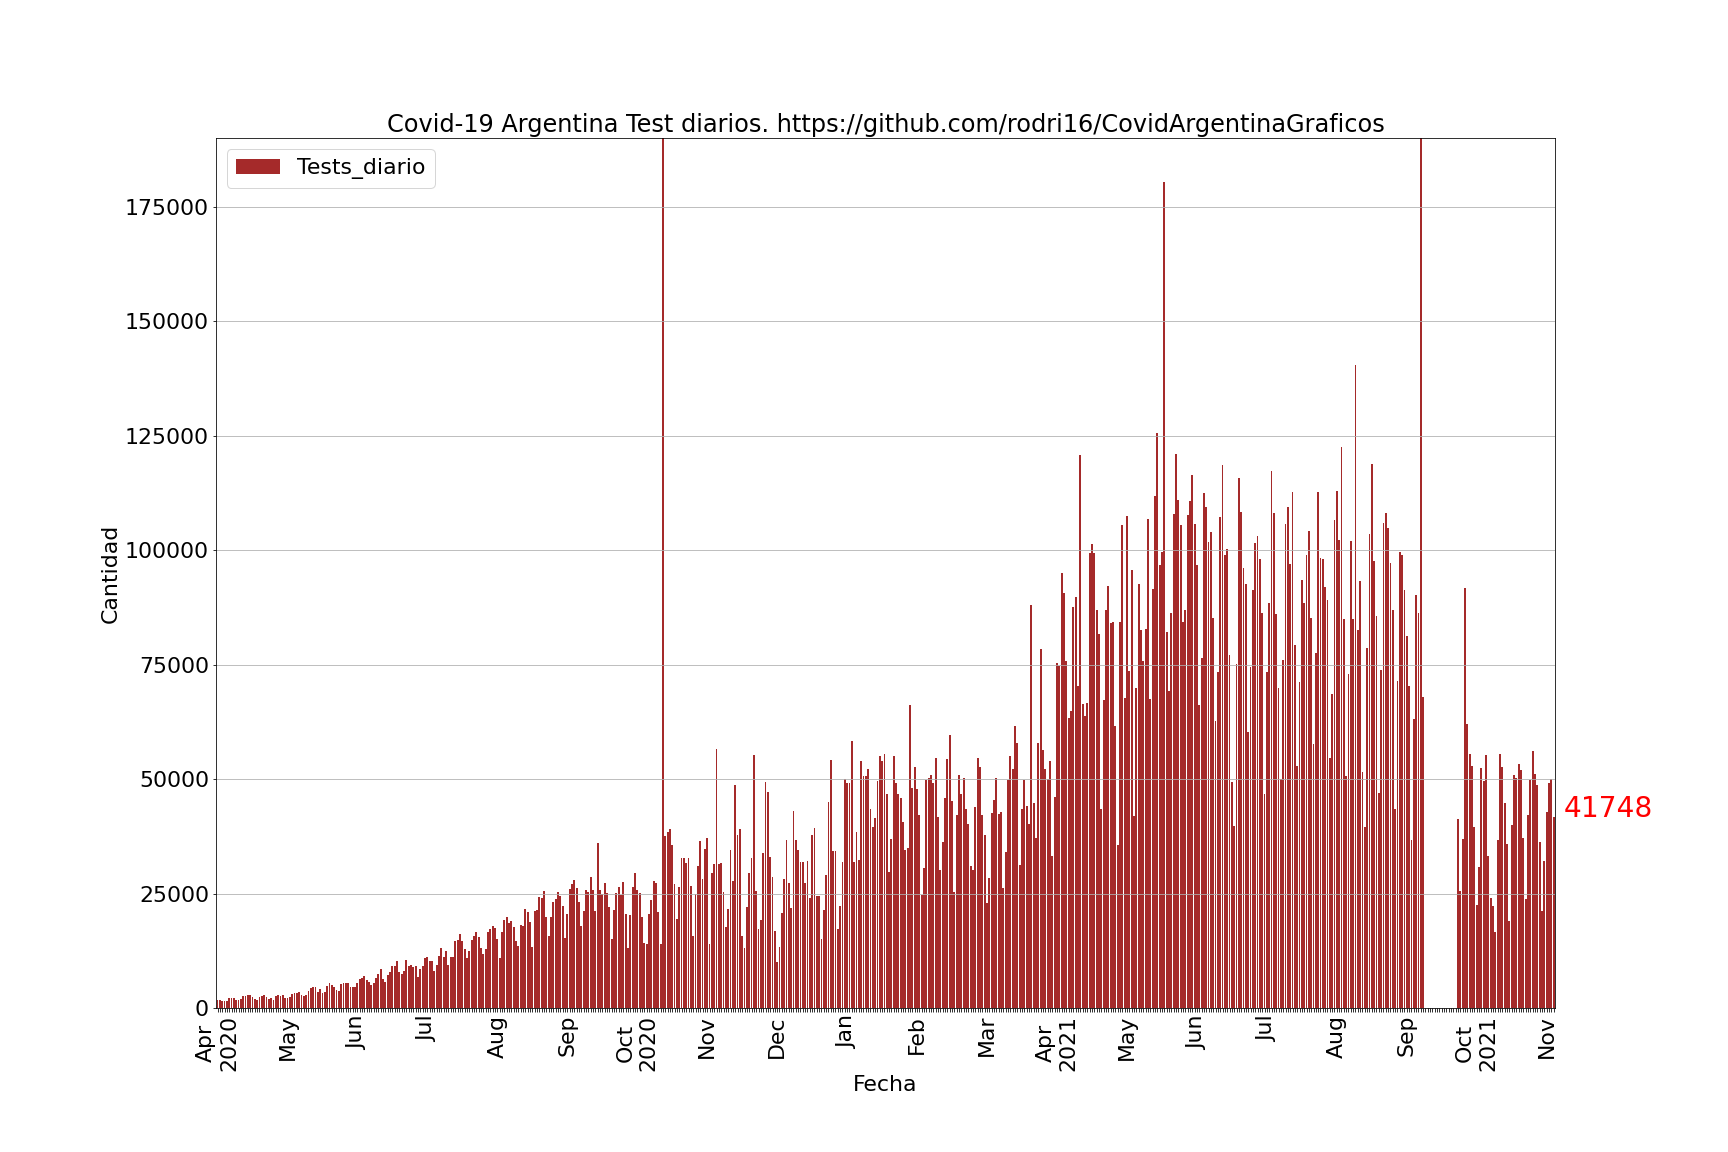 Covid-19 Argentina Test diarios. https://github.com/rodri16/CovidArgentinaGraficos
Tests_diario
175000
150000
125000
100000
75000
50000
25000
0
Cantidad
41748
Apr
2020
May
Jun
Jul
Aug
Sep
Oct
2020
Nov
Dec
Jan
Feb
Mar
Apr
2021
May
Jun
Jul
Aug
Sep
Oct
2021
Nov
Fecha